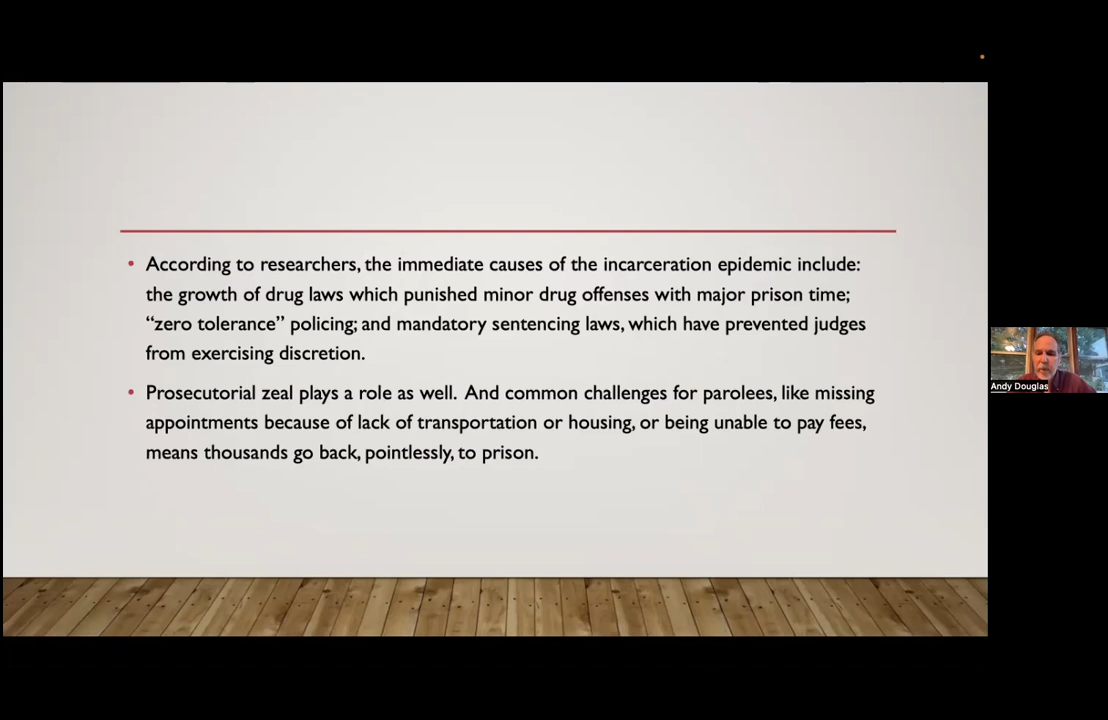 • According to researchers, the immediate causes of the incarceration epidemic include:
the growth of drug laws which punished minor drug offenses with major prison time;
“zero tolerance” policing; and mandatory sentencing laws, which have prevented judges
from exercising discretion.
• Prosecutorial zeal plays a role as well. And common challenges for parolees, like missing
appointments because of lack of transportation or housing, or being unable to pay fees,
means thousands go back, pointlessly, to prison.
Andy Douglas